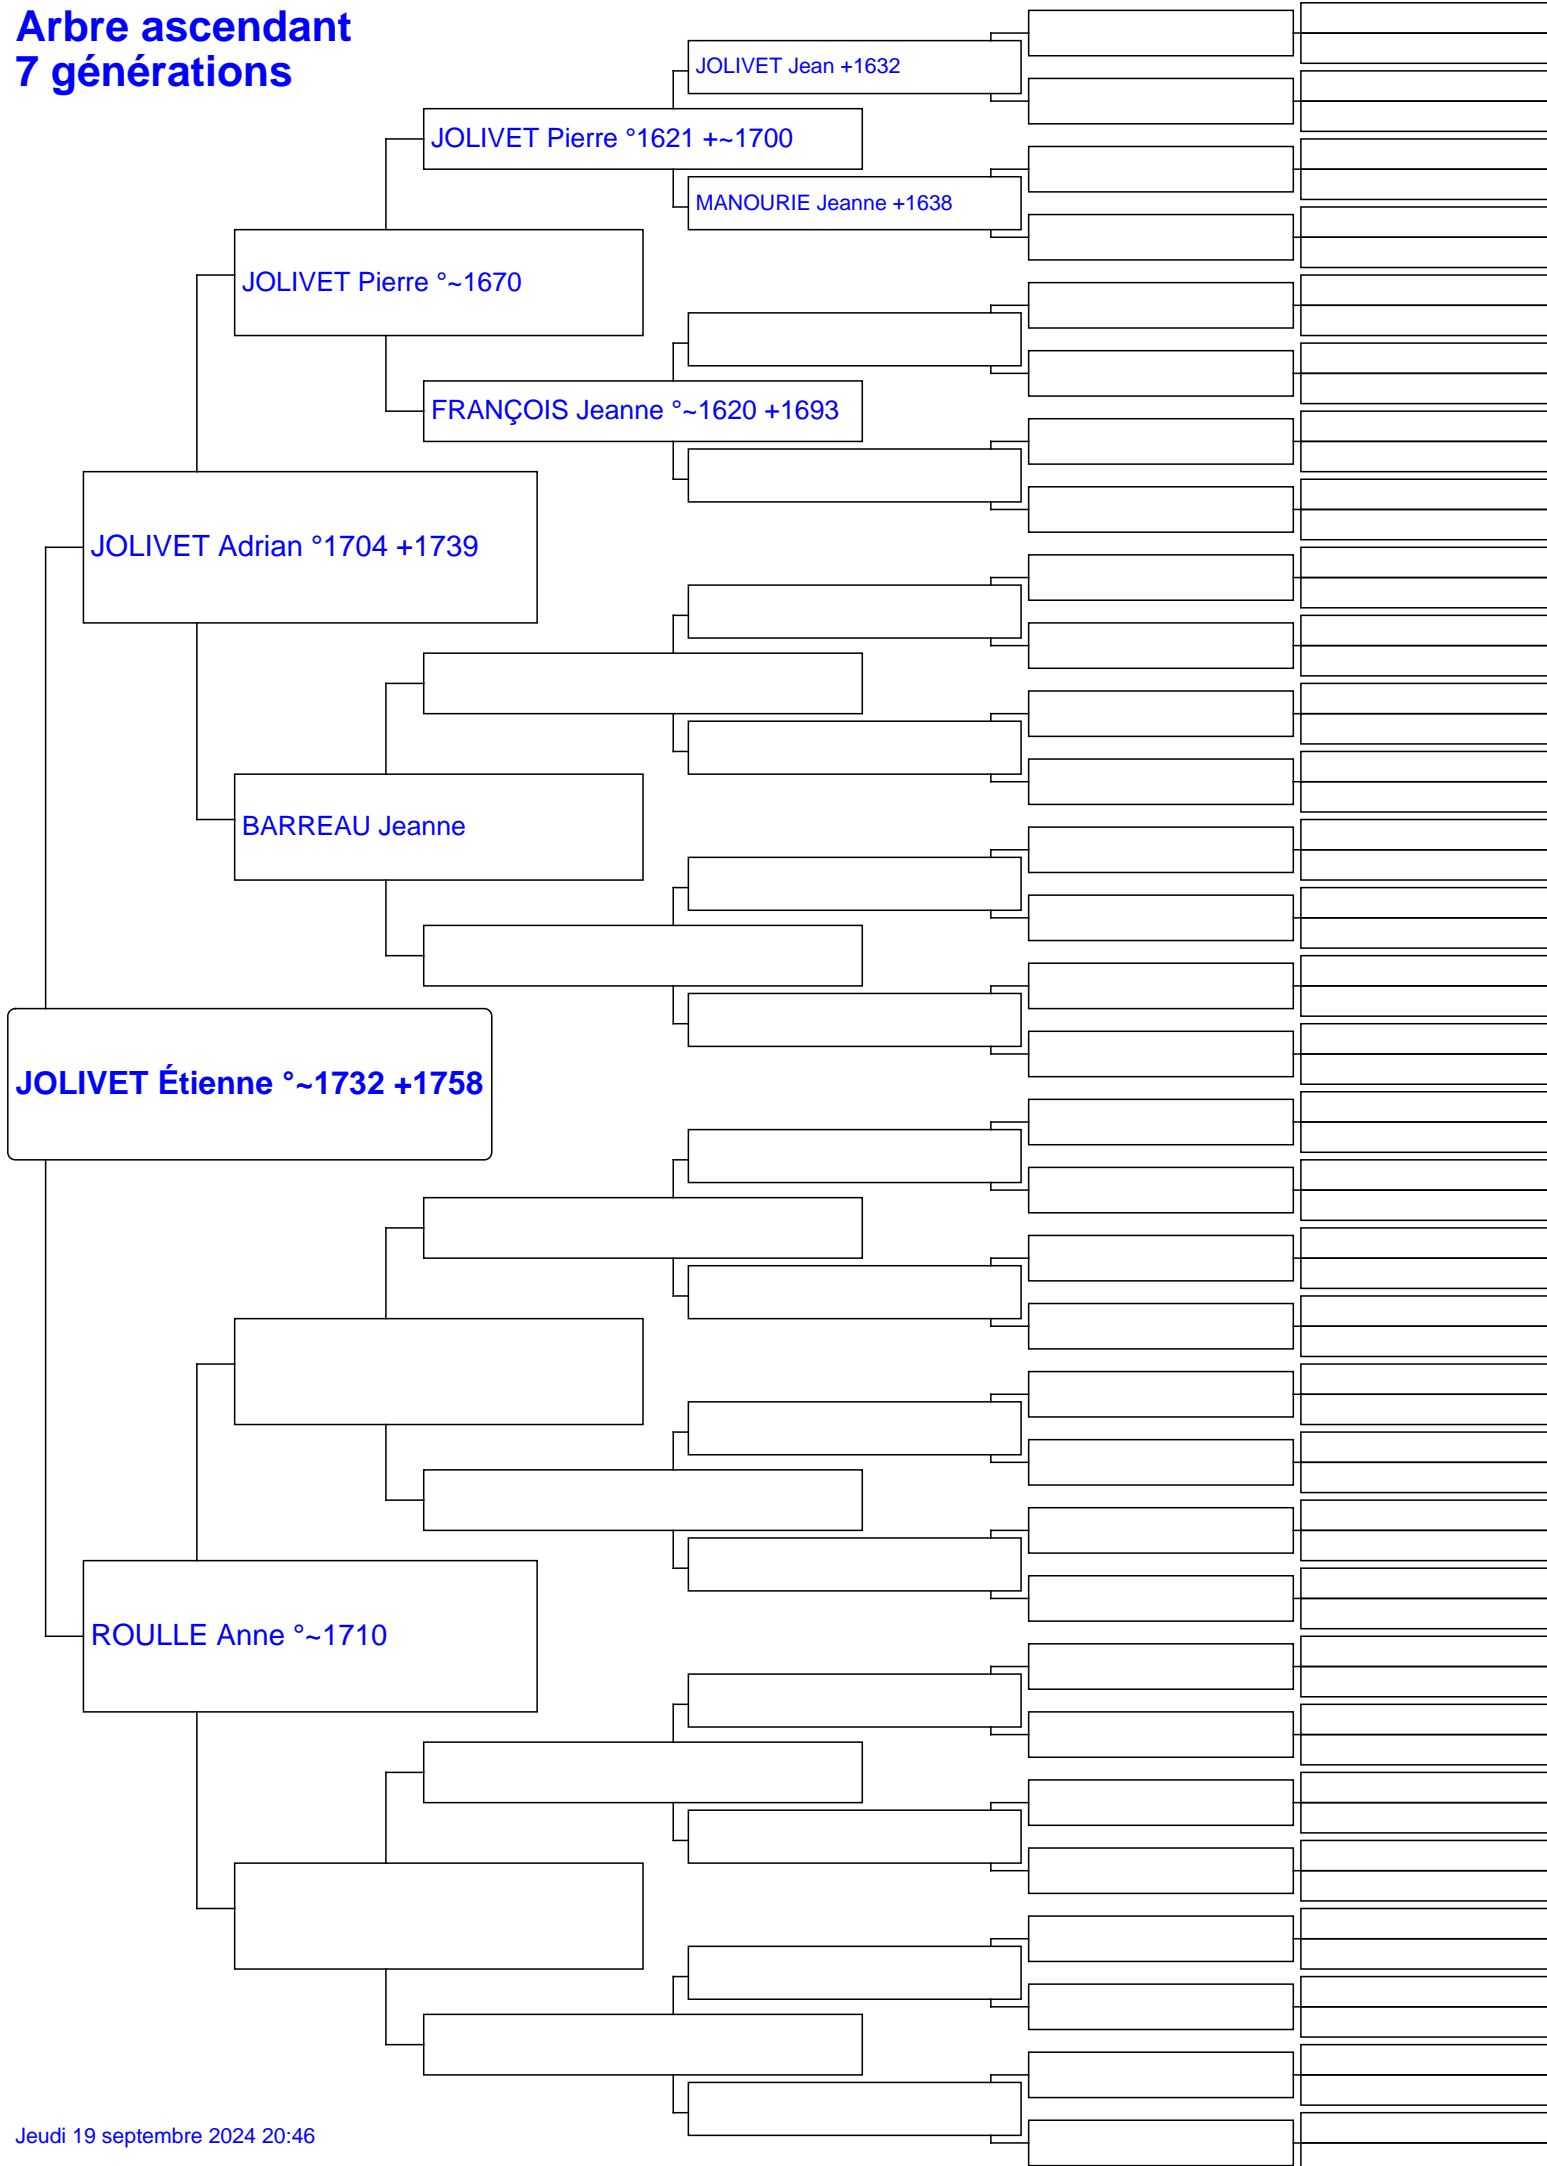 Arbre ascendant
7 générations
JOLIVET Jean +1632
JOLIVET Pierre °1621 +~1700
MANOURIE Jeanne +1638
JOLIVET Pierre °~1670
FRANÇOIS Jeanne °~1620 +1693
JOLIVET Adrian °1704 +1739
BARREAU Jeanne
JOLIVET Étienne °~1732 +1758
ROULLE Anne °~1710
Jeudi 19 septembre 2024 20:46